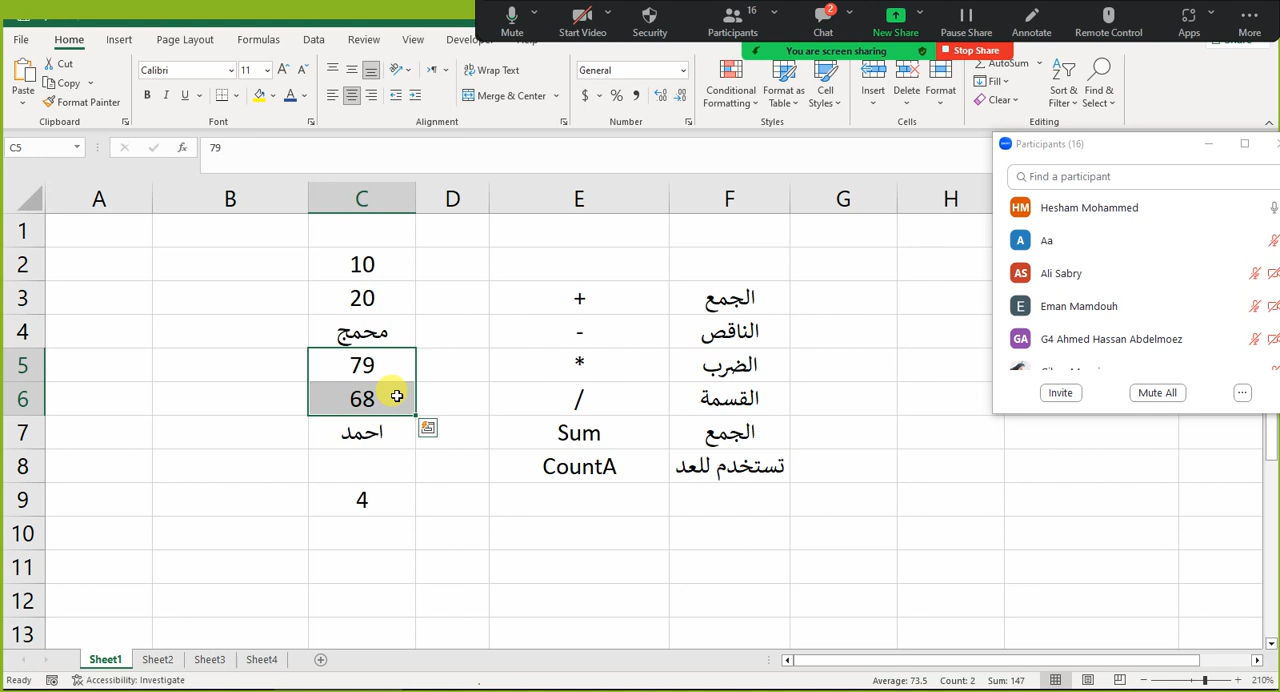 Mute
Start Video
Security
Participants
16
Chat
2
New Share
Pause Share
Annotate
Remote Control
Apps
More
You are screen sharing
Stop Share
File
Home
Insert
Page Layout
Formulas
Data
Review
View
Paste
Cut
Copy
Format Painter
Clipboard
Calibri
11
B I U
Font
Wrap Text
Merge & Center
Alignment
General
$ % 9
Number
Conditional Formatting
Format as Table
Cell Styles
Styles
Insert
Delete
Format
Cells
AutoSum
Fill
Clear
Sort & Filter
Find & Select
Editing
C5
fx
79
A B C D E F G H
1
2 10
3 20 + الجمع
4 محمج - الناقص
5 79 * الضرب
6 68 / القسمة
7 احمد Sum الجمع
8 CountA تستخدم للعد
9 4
10
11
12
13
Participants (16)
Find a participant
HM Hesham Mohammed
A Aa
AS Ali Sabry
E Eman Mamdouh
GA G4 Ahmed Hassan Abdelmoez
Invite
Mute All
Sheet1
Sheet2
Sheet3
Sheet4
Ready
Accessibility: Investigate
Average: 73.5
Count: 2
Sum: 147
210%